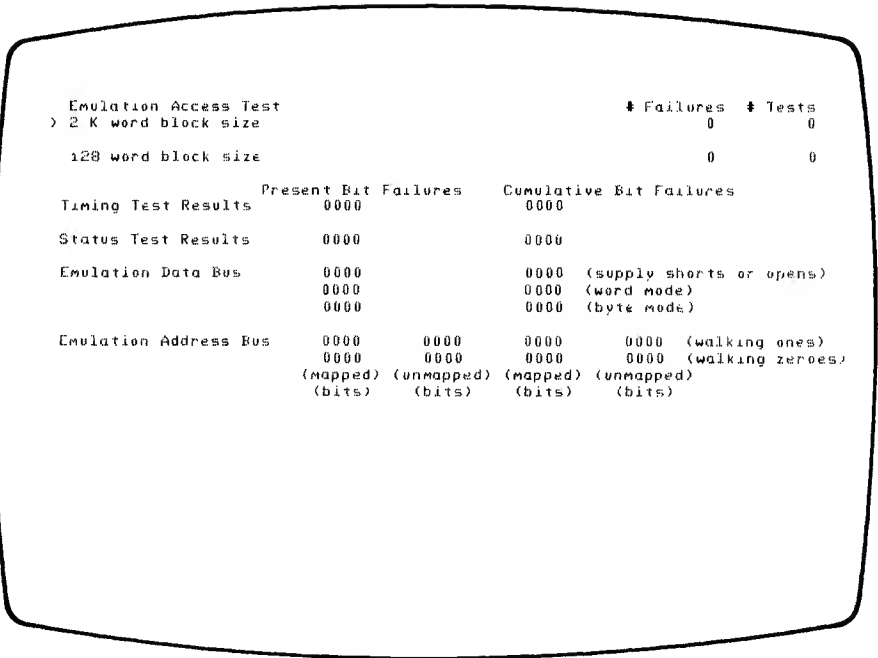 Emulation Access Test # Failures # Tests
> 2 K word block size 0 0
128 word block size 0 0
Present Bit Failures Cumulative Bit Failures
Timing Test Results 0000 0000
Status Test Results 0000 0000
Emulation Data Bus 0000 0000 (supply shorts or opens)
0000 0000 (word mode)
0000 0000 (byte mode)
Emulation Address Bus 0000 0000 0000 0000 (walking ones)
0000 0000 0000 0000 (walking zeroes)
(mapped) (unmapped) (mapped) (unmapped)
(bits) (bits) (bits) (bits)